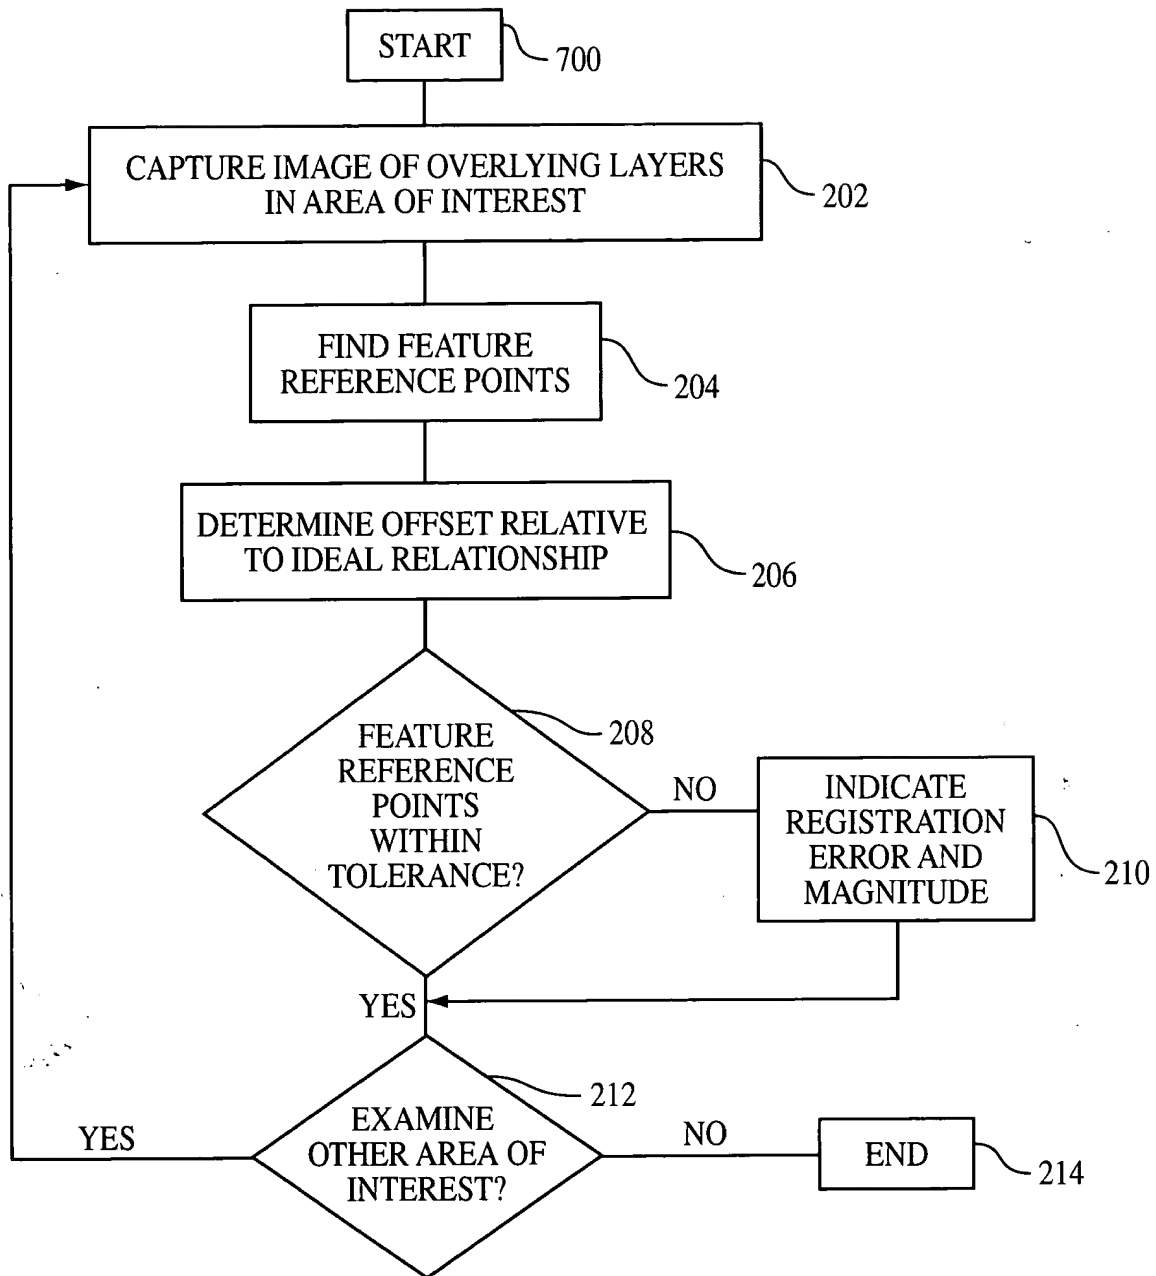 START
700
CAPTURE IMAGE OF OVERLYING LAYERS
IN AREA OF INTEREST
202
FIND FEATURE
REFERENCE POINTS
204
DETERMINE OFFSET RELATIVE
TO IDEAL RELATIONSHIP
206
FEATURE
REFERENCE
POINTS
WITHIN
TOLERANCE?
208
NO
INDICATE
REGISTRATION
ERROR AND
MAGNITUDE
210
YES
EXAMINE
OTHER AREA OF
INTEREST?
212
YES
NO
END
214